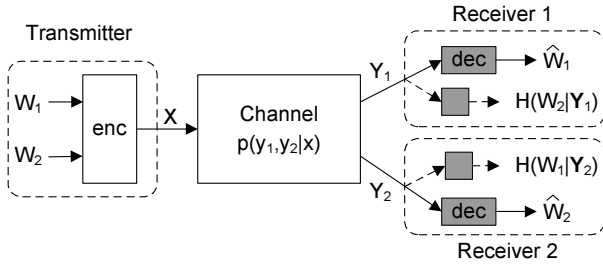 Transmitter
W₁
W₂
enc
X
Channel
p(y₁,y₂|x)
Y₁
Y₂
Receiver 1
dec
Ŵ₁
H(W₂|Y₁)
H(W₁|Y₂)
dec
Ŵ₂
Receiver 2